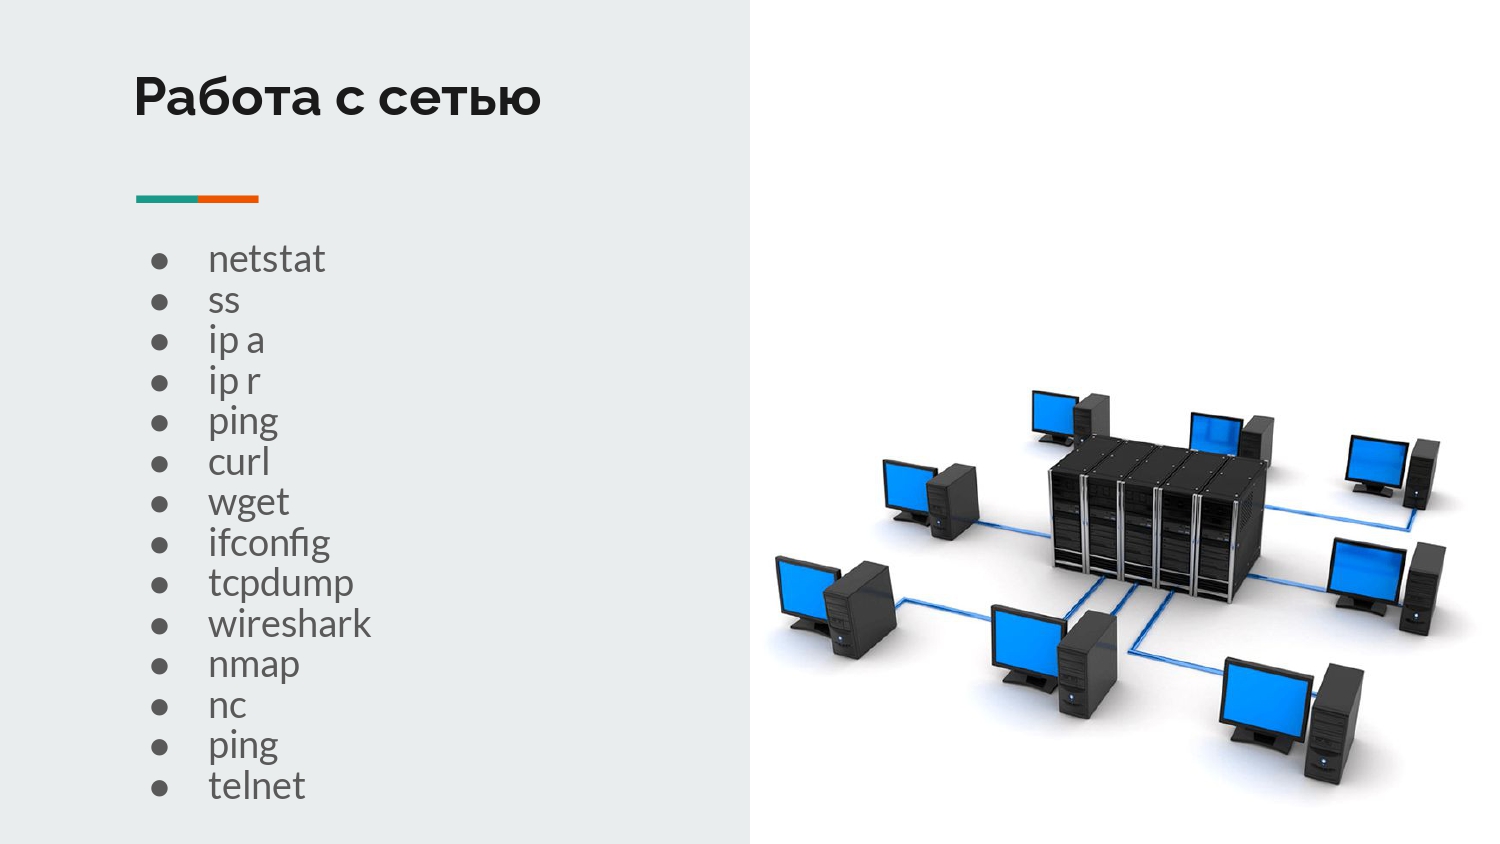 Работа с сетью
● netstat
● ss
● ip a
● ip r
● ping
● curl
● wget
● ifconfig
● tcpdump
● wireshark
● nmap
● nc
● ping
● telnet